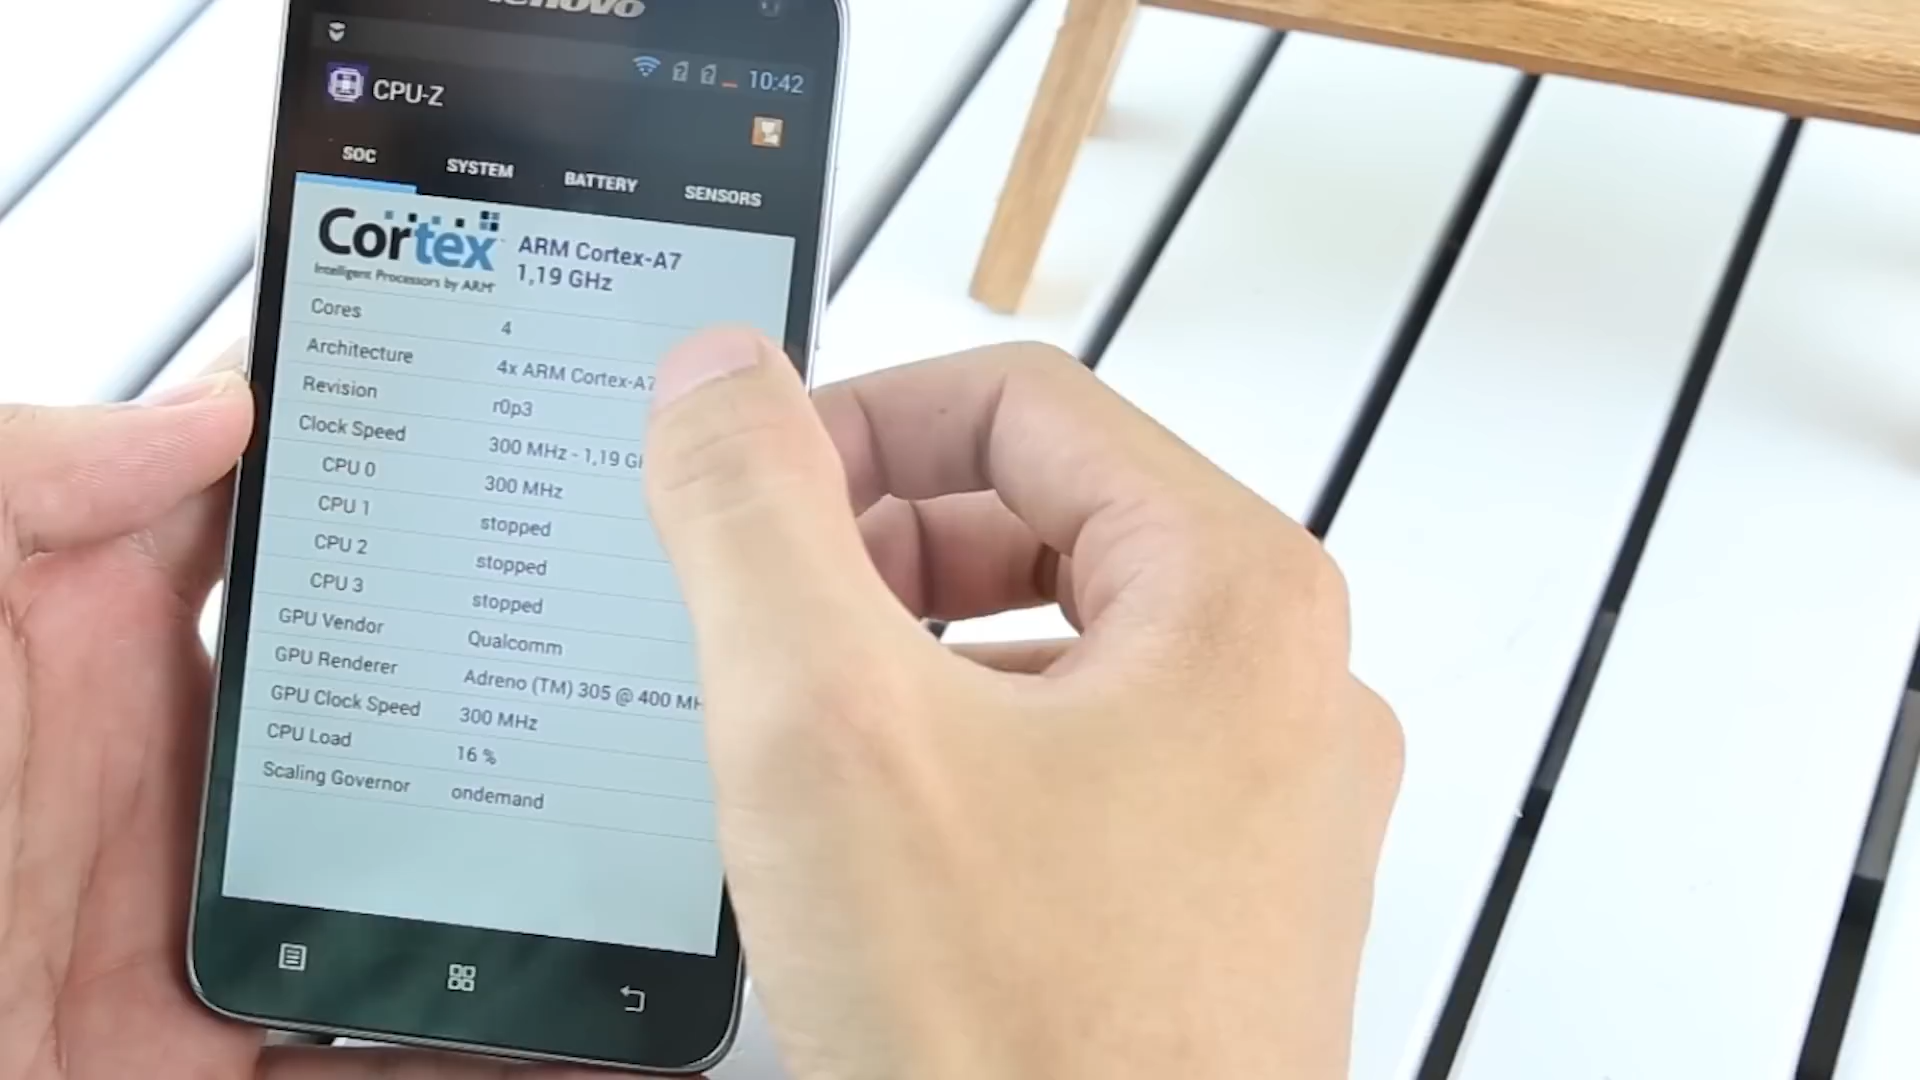 lenovo
10:42
CPU-Z
SOC SYSTEM BATTERY SENSORS
Cortex
Intelligent Processors by ARM
ARM Cortex-A7
1,19 GHz
Cores 4
Architecture 4x ARM Cortex-A7
Revision r0p3
Clock Speed 300 MHz - 1,19 G
CPU 0 300 MHz
CPU 1 stopped
CPU 2 stopped
CPU 3 stopped
GPU Vendor Qualcomm
GPU Renderer Adreno (TM) 305 @ 400 MH
GPU Clock Speed 300 MHz
CPU Load 16 %
Scaling Governor ondemand